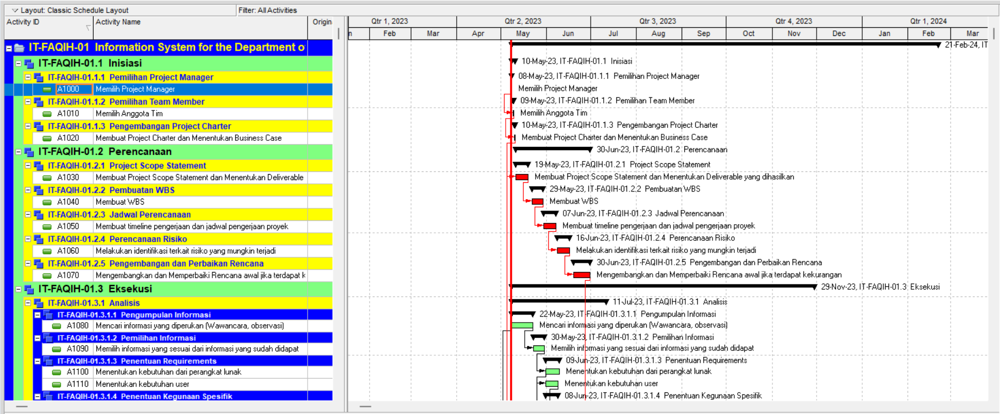 Layout: Classic Schedule Layout
Filter: All Activities
Activity ID
Activity Name
Origin
Qtr 1, 2023
Qtr 2, 2023
Qtr 3, 2023
Qtr 4, 2023
Qtr 1, 2024
n
Feb
Mar
Apr
May
Jun
Jul
Aug
Sep
Oct
Nov
Dec
Jan
Feb
Mar
IT-FAQIH-01 Information System for the Department o
21-Feb-24, IT
IT-FAQIH-01.1 Inisiasi
10-May-23, IT-FAQIH-01.1 Inisiasi
IT-FAQIH-01.1.1 Pemilihan Project Manager
08-May-23, IT-FAQIH-01.1.1 Pemilihan Project Manager
A1000 Memilih Project Manager
Memilih Project Manager
IT-FAQIH-01.1.2 Pemilihan Team Member
09-May-23, IT-FAQIH-01.1.2 Pemilihan Team Member
A1010 Memilih Anggota Tim
Memilih Anggota Tim
IT-FAQIH-01.1.3 Pengembangan Project Charter
10-May-23, IT-FAQIH-01.1.3 Pengembangan Project Charter
A1020 Membuat Project Charter dan Menentukan Business Case
Membuat Project Charter dan Menentukan Business Case
IT-FAQIH-01.2 Perencanaan
30-Jun-23, IT-FAQIH-01.2 Perencanaan
IT-FAQIH-01.2.1 Project Scope Statement
19-May-23, IT-FAQIH-01.2.1 Project Scope Statement
A1030 Membuat Project Scope Statement dan Menentukan Deliverable
Membuat Project Scope Statement dan Menentukan Deliverable yang dihasilkan
IT-FAQIH-01.2.2 Pembuatan WBS
29-May-23, IT-FAQIH-01.2.2 Pembuatan WBS
A1040 Membuat WBS
Membuat WBS
IT-FAQIH-01.2.3 Jadwal Perencanaan
07-Jun-23, IT-FAQIH-01.2.3 Jadwal Perencanaan
A1050 Membuat timeline pengerjaan dan jadwal pengerjaan proyek
Membuat timeline pengerjaan dan jadwal pengerjaan proyek
IT-FAQIH-01.2.4 Perencanaan Risiko
16-Jun-23, IT-FAQIH-01.2.4 Perencanaan Risiko
A1060 Melakukan identifikasi terkait risiko yang mungkin terjadi
Melakukan identifikasi terkait risiko yang mungkin terjadi
IT-FAQIH-01.2.5 Pengembangan dan Perbaikan Rencana
30-Jun-23, IT-FAQIH-01.2.5 Pengembangan dan Perbaikan Rencana
A1070 Mengembangkan dan Memperbaiki Rencana awal jika terdapat k
Mengembangkan dan Memperbaiki Rencana awal jika terdapat kekurangan
IT-FAQIH-01.3 Eksekusi
29-Nov-23, IT-FAQIH-01.3 Eksekusi
IT-FAQIH-01.3.1 Analisis
11-Jul-23, IT-FAQIH-01.3.1 Analisis
IT-FAQIH-01.3.1.1 Pengumpulan Informasi
22-May-23, IT-FAQIH-01.3.1.1 Pengumpulan Informasi
A1080 Mencari informasi yang diperukan (Wawancara, observasi)
Mencari informasi yang diperukan (Wawancara, observasi)
IT-FAQIH-01.3.1.2 Pemilihan Informasi
30-May-23, IT-FAQIH-01.3.1.2 Pemilihan Informasi
A1090 Memilih informasi yang sesuai dari informasi yang sudah didapat
Memilih informasi yang sesuai dari informasi yang sudah didapat
IT-FAQIH-01.3.1.3 Penentuan Requirements
09-Jun-23, IT-FAQIH-01.3.1.3 Penentuan Requirements
A1100 Menentukan kebutuhan dari perangkat lunak
Menentukan kebutuhan dari perangkat lunak
A1110 Menentukan kebutuhan user
Menentukan kebutuhan user
IT-FAQIH-01.3.1.4 Penentuan Kegunaan Spesifik
08-Jun-23, IT-FAQIH-01.3.1.4 Penentuan Kegunaan Spesifik